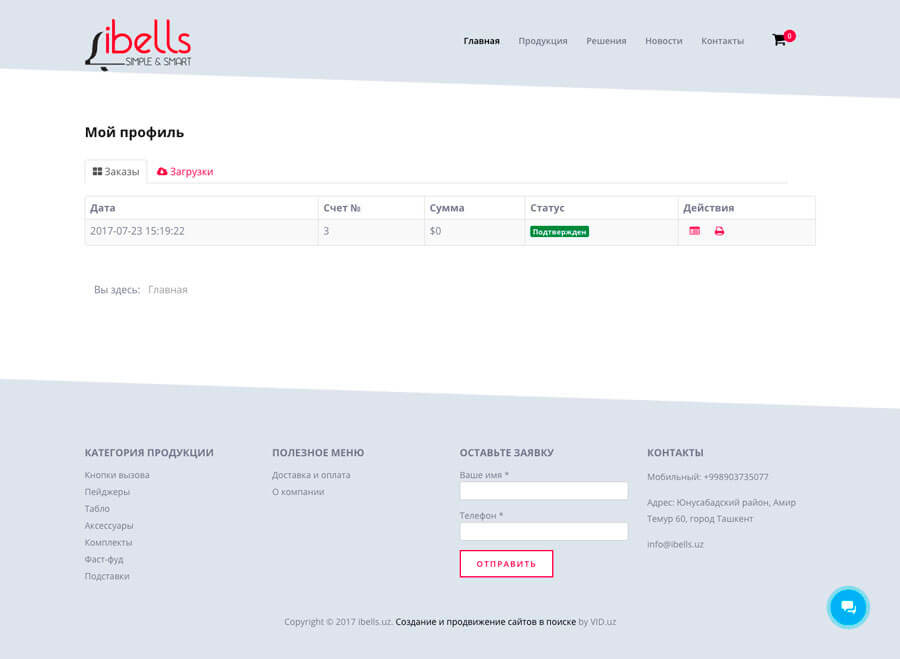 ibells
SIMPLE & SMART
Главная Продукция Решения Новости Контакты 0
Мой профиль
Заказы Загрузки
Дата Счет № Сумма Статус Действия
2017-07-23 15:19:22 3 $0 Подтвержден
Вы здесь: Главная
КАТЕГОРИЯ ПРОДУКЦИИ
Кнопки вызова
Пейджеры
Табло
Аксессуары
Комплекты
Фаст-фуд
Подставки
ПОЛЕЗНОЕ МЕНЮ
Доставка и оплата
О компании
ОСТАВЬТЕ ЗАЯВКУ
Ваше имя *
Телефон *
ОТПРАВИТЬ
КОНТАКТЫ
Мобильный: +998903735077
Адрес: Юнусабадский район, Амир
Темур 60, город Ташкент
info@ibells.uz
Copyright © 2017 ibells.uz. Создание и продвижение сайтов в поиске by VID.uz